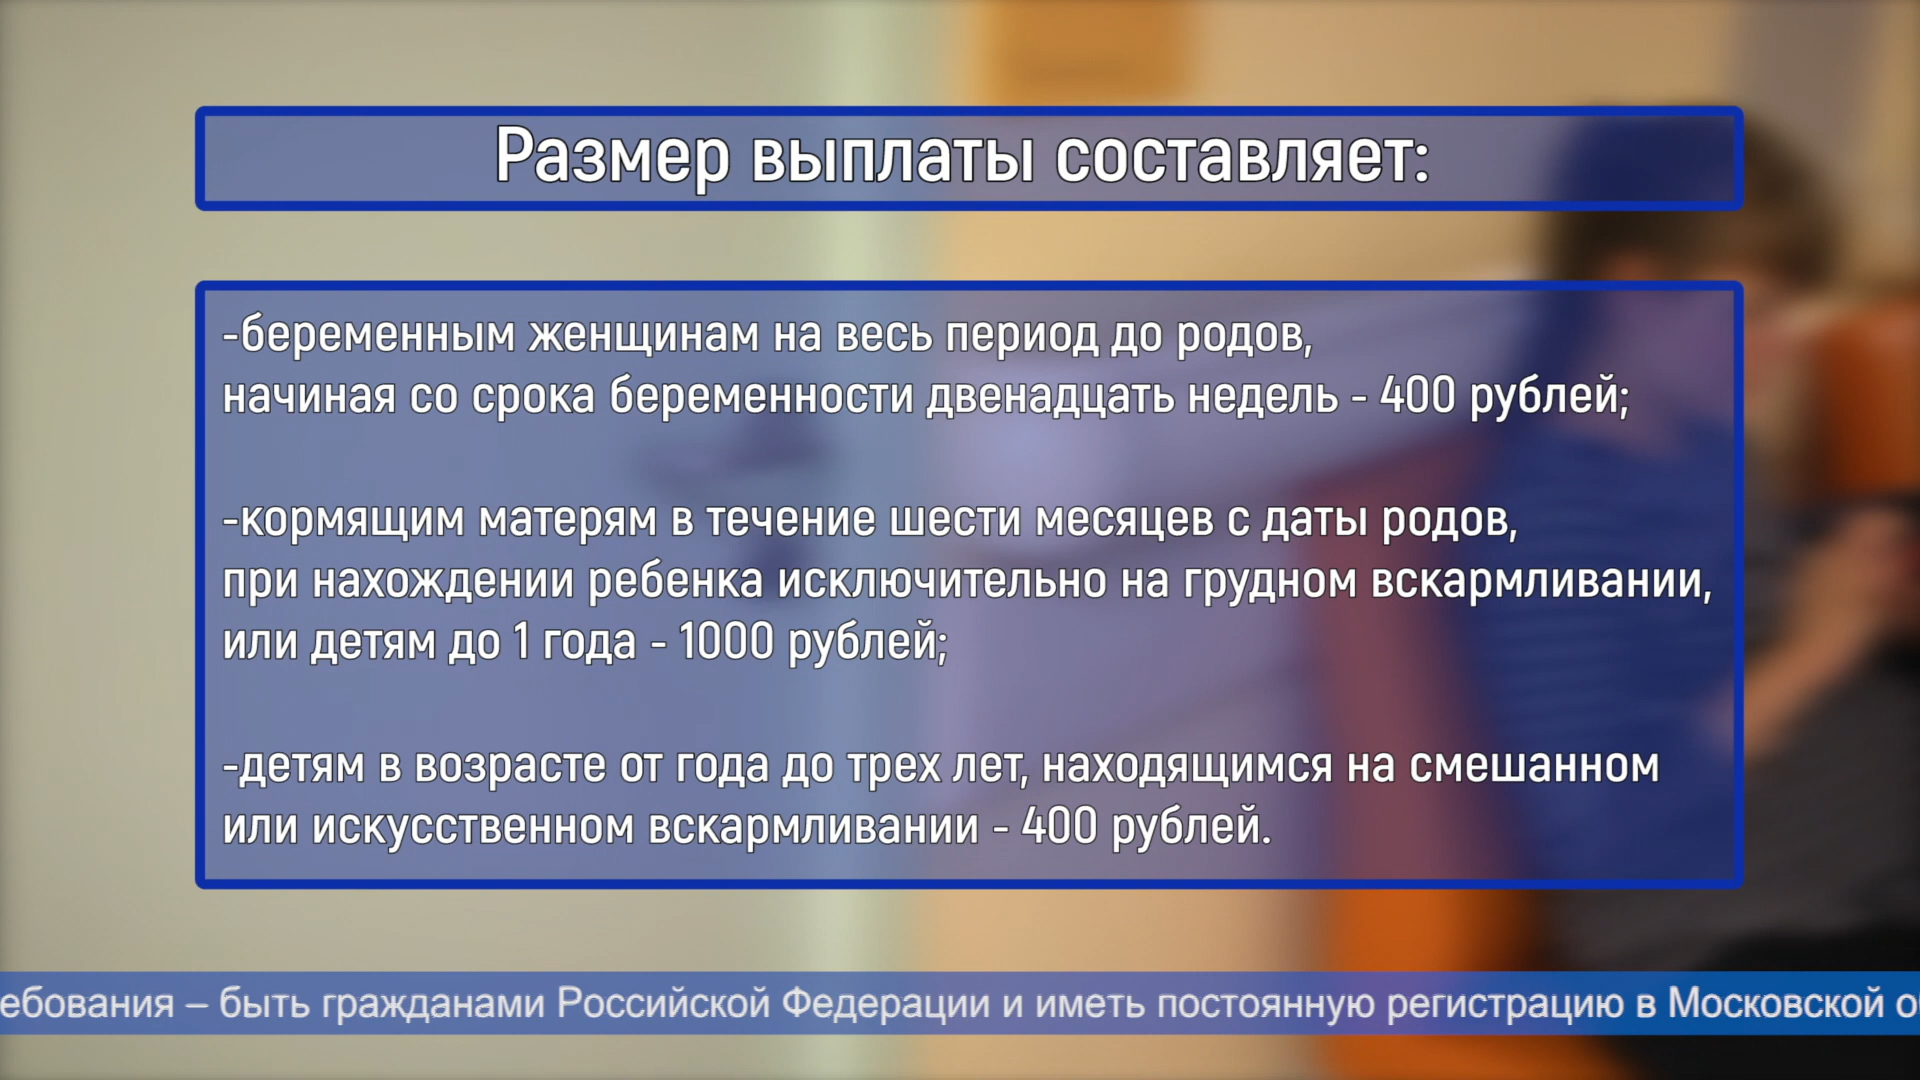 Размер выплаты составляет:
-беременным женщинам на весь период до родов,
начиная со срока беременности двенадцать недель - 400 рублей;
-кормящим матерям в течение шести месяцев с даты родов,
при нахождении ребенка исключительно на грудном вскармливании,
или детям до 1 года - 1000 рублей;
-детям в возрасте от года до трех лет, находящимся на смешанном
или искусственном вскармливании - 400 рублей.
ебования – быть гражданами Российской Федерации и иметь постоянную регистрацию в Московской о